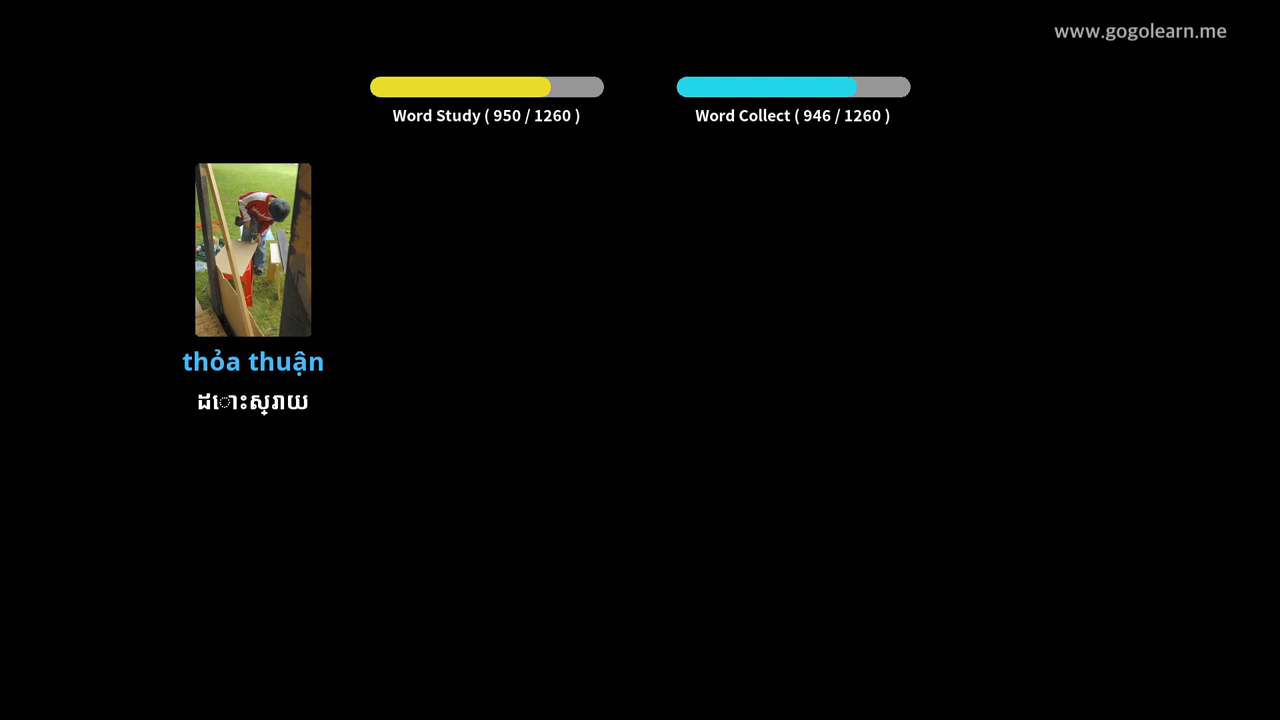 www.gogolearn.me
Word Study ( 950 / 1260 )
Word Collect ( 946 / 1260 )
thỏa thuận
ដោះស្រាយ